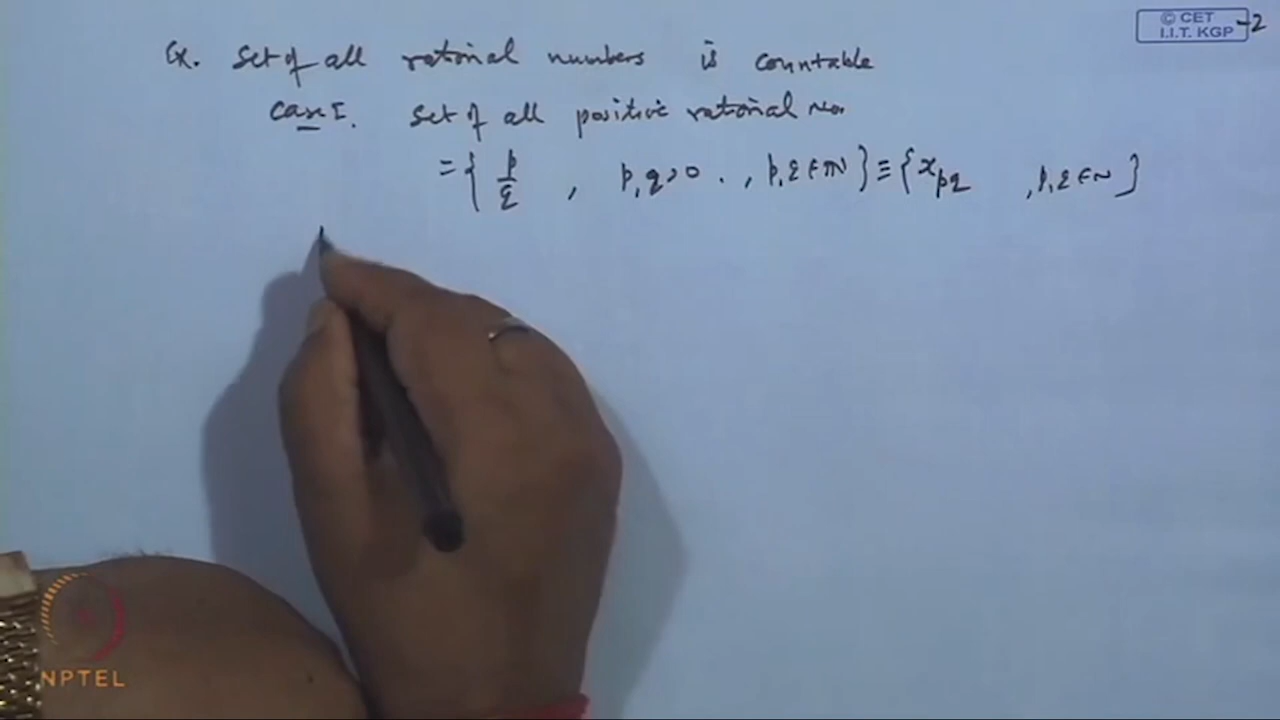 © CET
I.I.T. KGP -2
Ex. Set of all rational numbers is countable
Case I. Set of all positive rational Nos
= { p/q , p, q > 0 . , p, q ∈ N } ≡ { x_pq , p, q ∈ N }
NPTEL